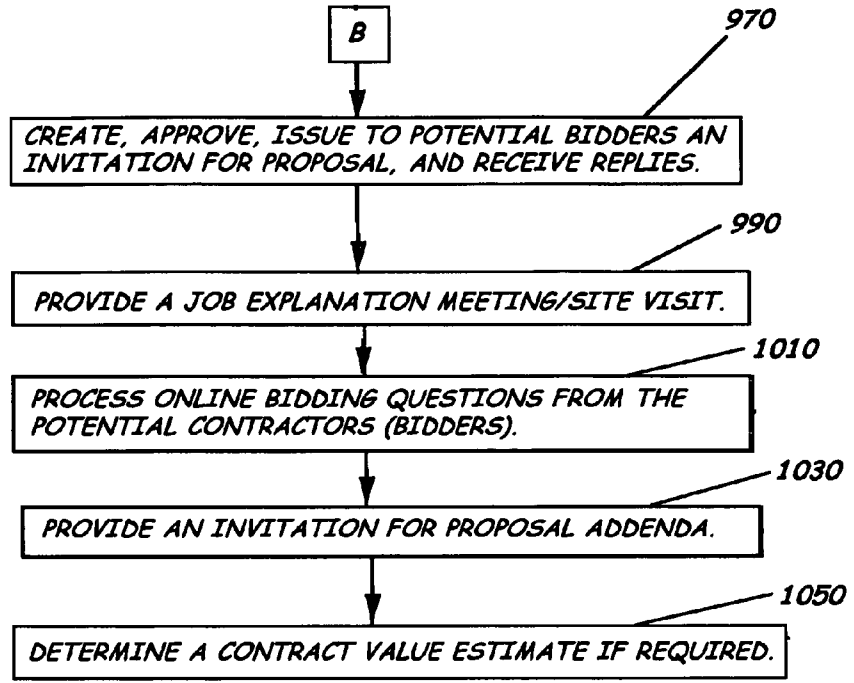 B
970
CREATE, APPROVE, ISSUE TO POTENTIAL BIDDERS AN
INVITATION FOR PROPOSAL, AND RECEIVE REPLIES.
990
PROVIDE A JOB EXPLANATION MEETING/SITE VISIT.
1010
PROCESS ONLINE BIDDING QUESTIONS FROM THE
POTENTIAL CONTRACTORS (BIDDERS).
1030
PROVIDE AN INVITATION FOR PROPOSAL ADDENDA.
1050
DETERMINE A CONTRACT VALUE ESTIMATE IF REQUIRED.